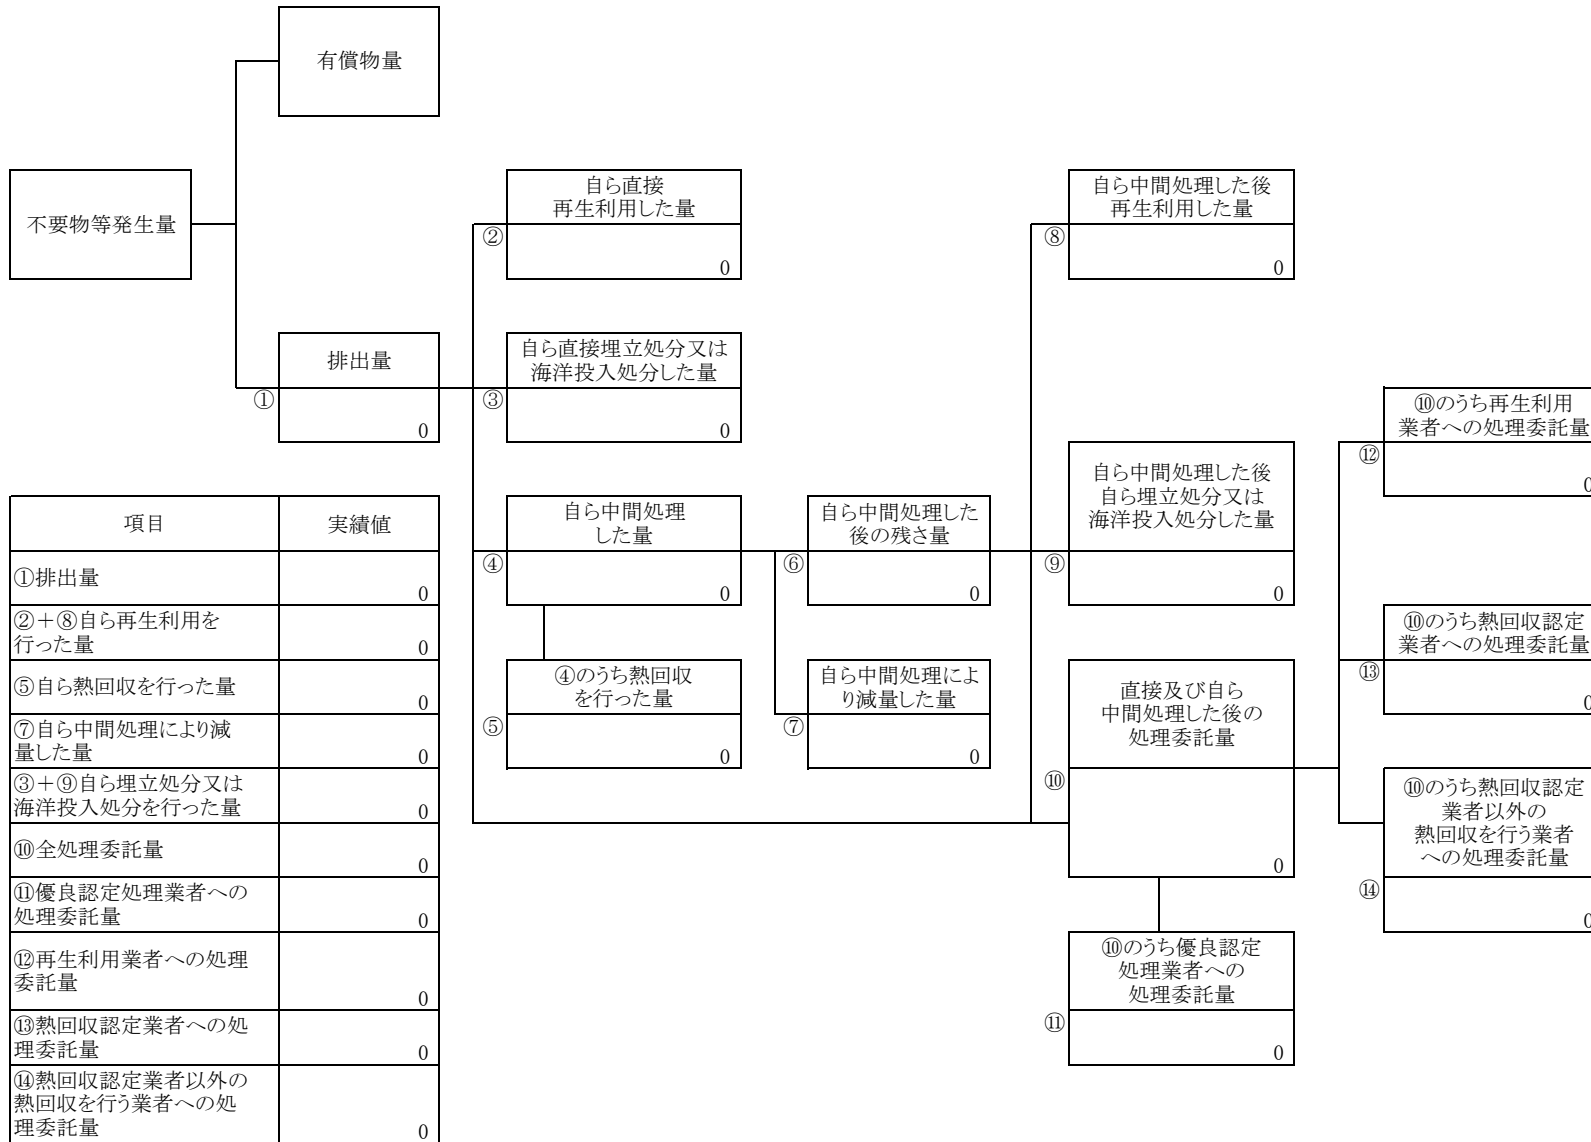 有償物量
不要物等発生量
自ら直接
再生利用した量
②
0
自ら中間処理した後
再生利用した量
⑧
0
排出量
①
0
自ら直接埋立処分又は
海洋投入処分した量
③
0
⑩のうち再生利用
業者への処理委託量
⑫
0
自ら中間処理
した量
④
0
自ら中間処理した
後の残さ量
⑥
0
自ら中間処理した後
自ら埋立処分又は
海洋投入処分した量
⑨
0
⑩のうち熱回収認定
業者への処理委託量
⑬
0
④のうち熱回収
を行った量
⑤
0
自ら中間処理によ
り減量した量
⑦
0
直接及び自ら
中間処理した後の
処理委託量
⑩
0
⑩のうち熱回収認定
業者以外の
熱回収を行う業者
への処理委託量
⑭
0
⑩のうち優良認定
処理業者への
処理委託量
⑪
0
項目 実績値
①排出量
0
②＋⑧自ら再生利用を
行った量 0
⑤自ら熱回収を行った量
0
⑦自ら中間処理により減
量した量 0
③＋⑨自ら埋立処分又は
海洋投入処分を行った量 0
⑩全処理委託量
0
⑪優良認定処理業者への
処理委託量 0
⑫再生利用業者への処理
委託量
0
⑬熱回収認定業者への処
理委託量 0
⑭熱回収認定業者以外の
熱回収を行う業者への処
理委託量 0